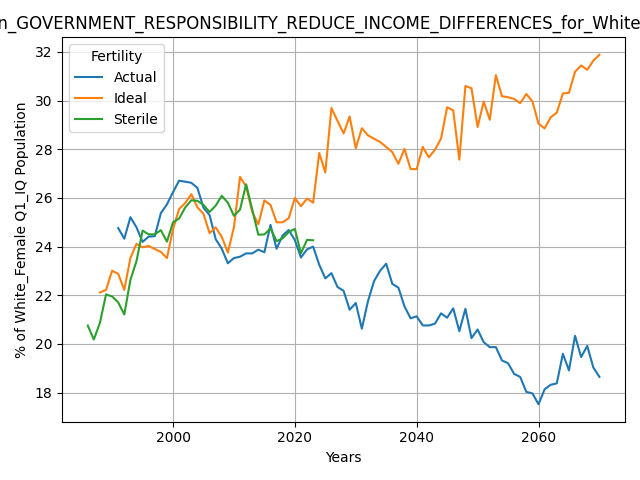 n_GOVERNMENT_RESPONSIBILITY_REDUCE_INCOME_DIFFERENCES_for_White
Fertility
Actual
Ideal
Sterile
% of White_Female Q1_IQ Population
32
30
28
26
24
22
20
18
2000
2020
2040
2060
Years